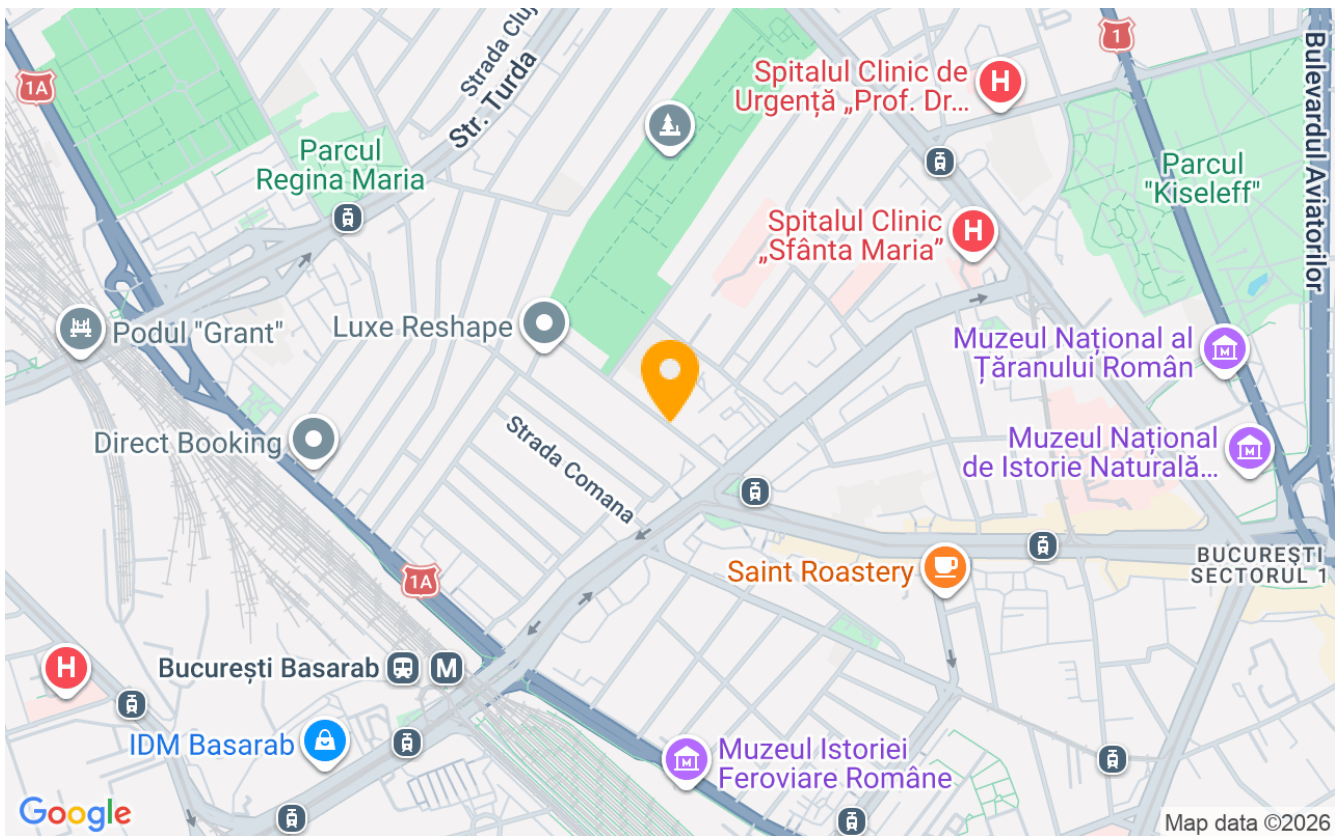 Strada Cluj
Str. Turda
1A
1
Bulevardul Aviatorilor
Spitalul Clinic de
Urgență „Prof. Dr...
H
Parcul
Regina Maria
Parcul
"Kiseleff"
Spitalul Clinic
„Sfânta Maria”
H
Podul "Grant"
Luxe Reshape
Muzeul Național al
Țăranului Român
M
Direct Booking
Strada Comana
Muzeul Național
de Istorie Naturală...
M
Saint Roastery
BUCUREȘTI
SECTORUL 1
1A
H
București Basarab
M
IDM Basarab
Muzeul Istoriei
Feroviare Române
M
Google
Map data ©2026